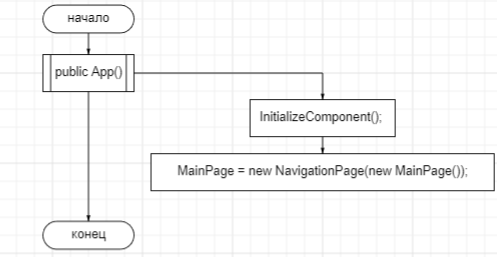 начало
public App()
InitializeComponent();
MainPage = new NavigationPage(new MainPage());
конец